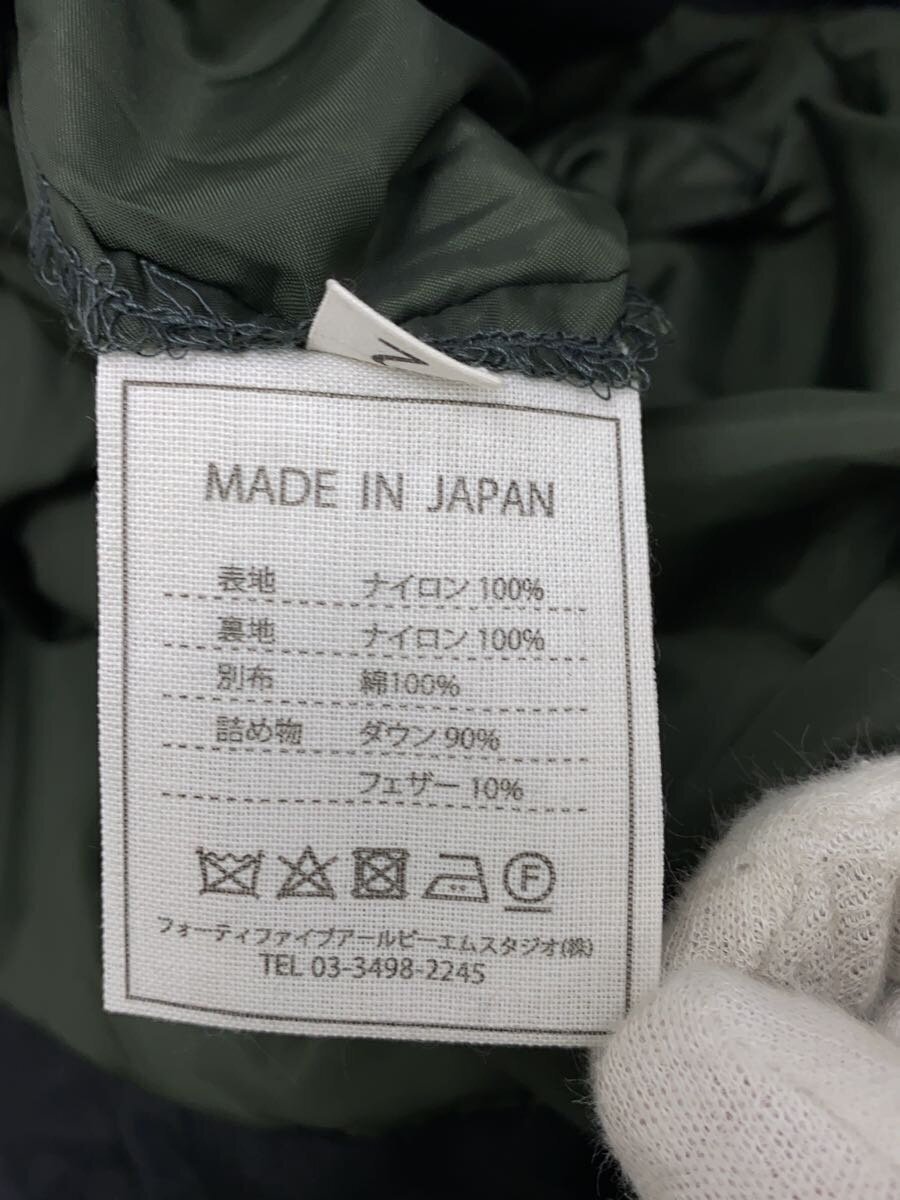 2
MADE IN JAPAN
表地 ナイロン 100%
裏地 ナイロン 100%
別布 綿100%
詰め物 ダウン 90%
フェザー 10%
F
フォーティファイブアールピーエムスタジオ(株)
TEL 03-3498-2245